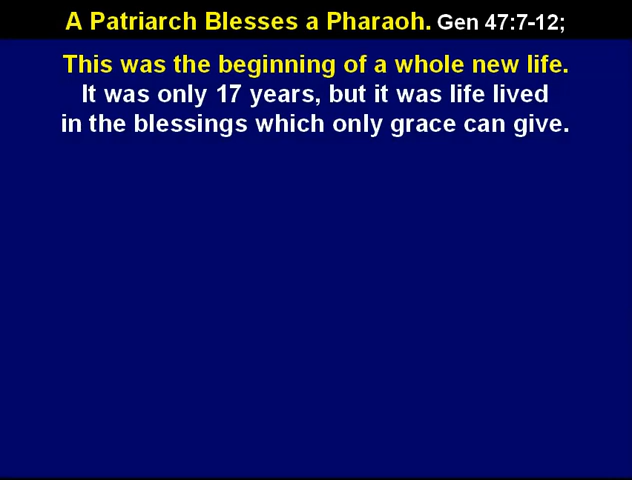 A Patriarch Blesses a Pharaoh. Gen 47:7-12;
This was the beginning of a whole new life.
It was only 17 years, but it was life lived
in the blessings which only grace can give.